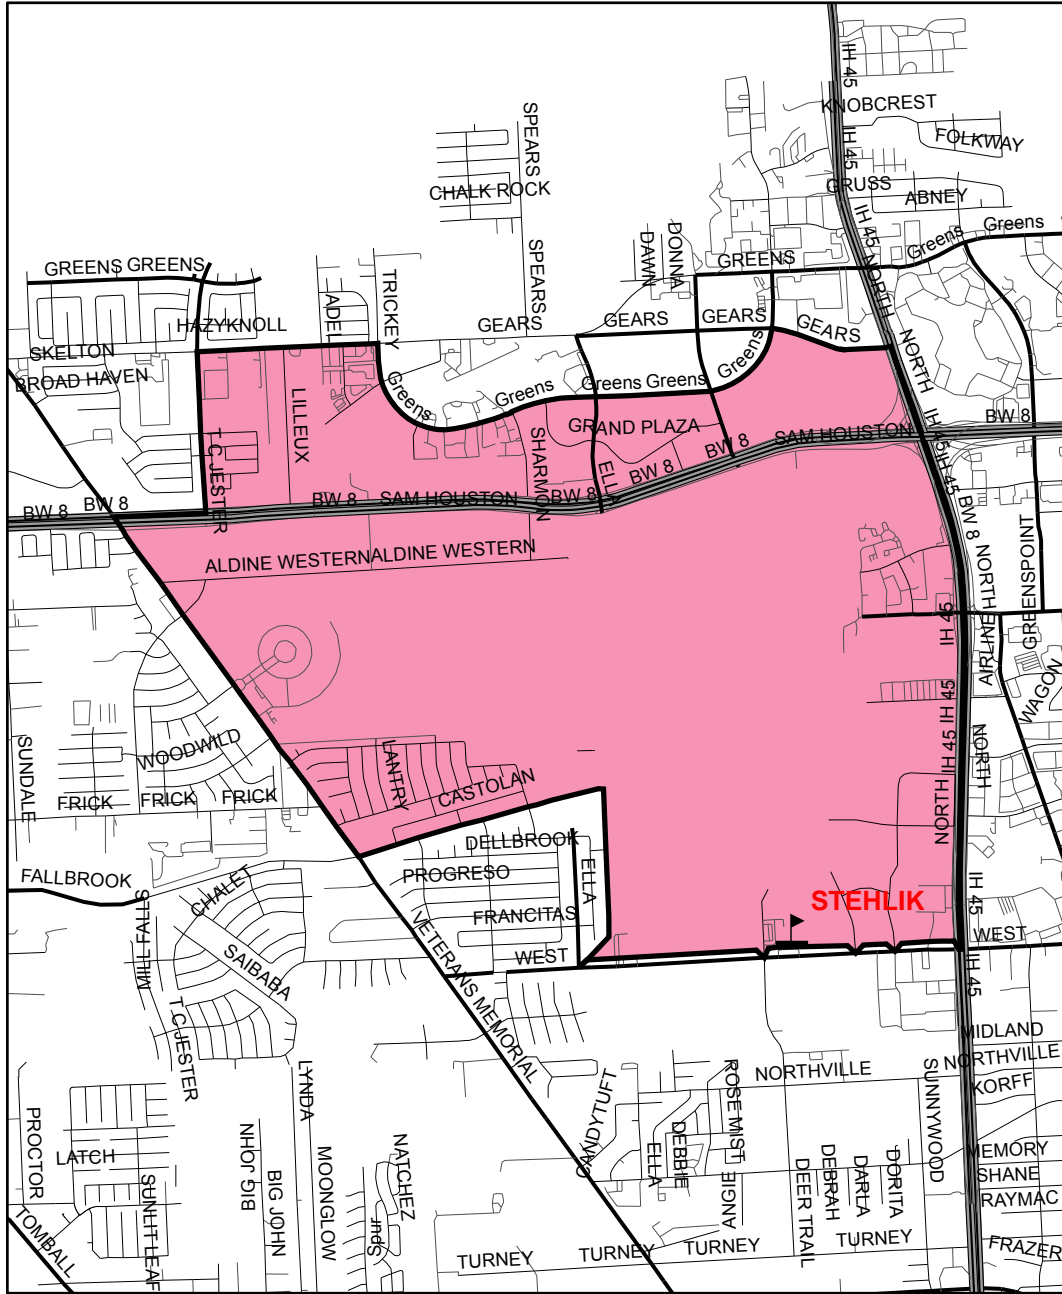 IH 45
KNOBCREST
IH 45
FOLKWAY
SPEARS
CHALK ROCK
GRUSS
ABNEY
IH 45
NORTH
Greens
Greens
DAWN
DONNA
GREENS
SPEARS
GREENS
GREENS
TRICKEY
ADEL
HAZYKNOLL
GEARS
GEARS
GEARS
GEARS
NORTH
SKELTON
BROAD HAVEN
LILLEUX
Greens
Greens
Greens
Greens
Greens
IH 45
BW 8
GRAND PLAZA
SAM HOUSTON
T C JESTER
SHARMON
ELL
BW 8
BW 8
IH 45
BW 8
BW 8
BW 8
BW 8
SAM HOUSTON
BW 8
ALDINE WESTERN
ALDINE WESTERN
NORTH
GREENSPOINT
IH 45
AIRLINE
WAGON
IH 45
SUNDALE
WOODWILD
LANTRY
CASTOLAN
IH 45
NORTH
FRICK
FRICK
FRICK
NORTH
DELLBROOK
FALLBROOK
CHALET
PROGRESO
ELLA
IH 45
STEHLIK
MILL FALLS
FRANCITAS
VETERANS MEMORIAL
WEST
WEST
SAIBABA
IH 45
T C JESTER
MIDLAND
NORTHVILLE
NORTHVILLE
KORFF
LYNDA
CANDYTUFT
ROSE MIST
SUNNYWOOD
PROCTOR
LATCH
BIG JOHN
BIG JOHN
MOONGLOW
NATCHEZ
ELLA
DEBBIE
ANGIE
DEER TRAIL
DEBRAH
DARLA
DORITA
MEMORY
SHANE
RAYMAC
SUNLIT LEAF
TOMBALL
Spur
TURNEY
TURNEY
TURNEY
TURNEY
FRAZER